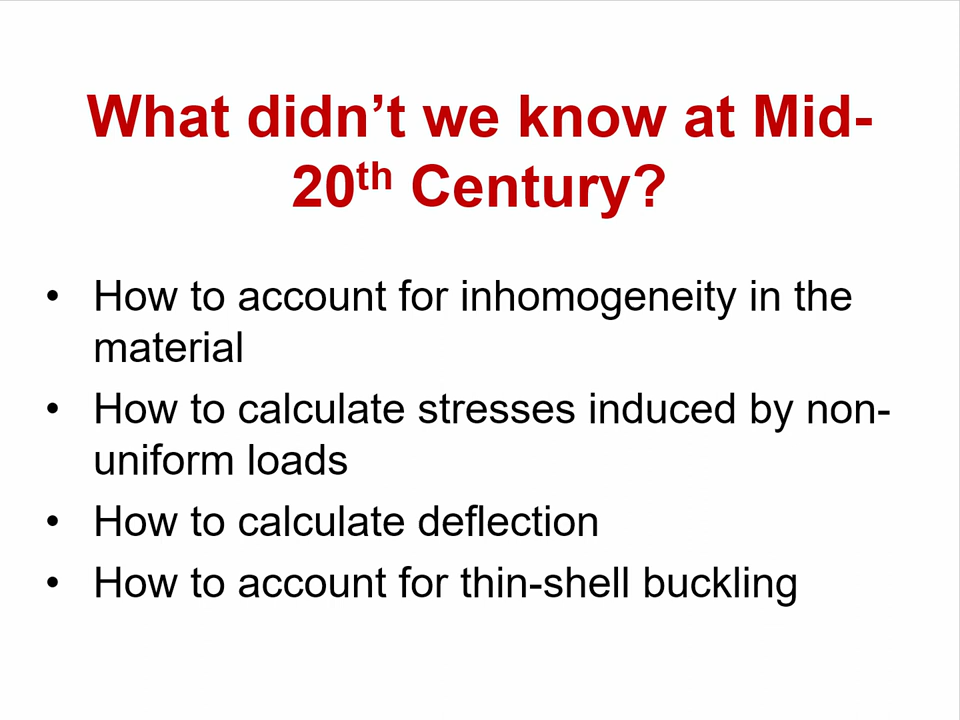 What didn’t we know at Mid-
20th Century?
• How to account for inhomogeneity in the
material
• How to calculate stresses induced by non-
uniform loads
• How to calculate deflection
• How to account for thin-shell buckling